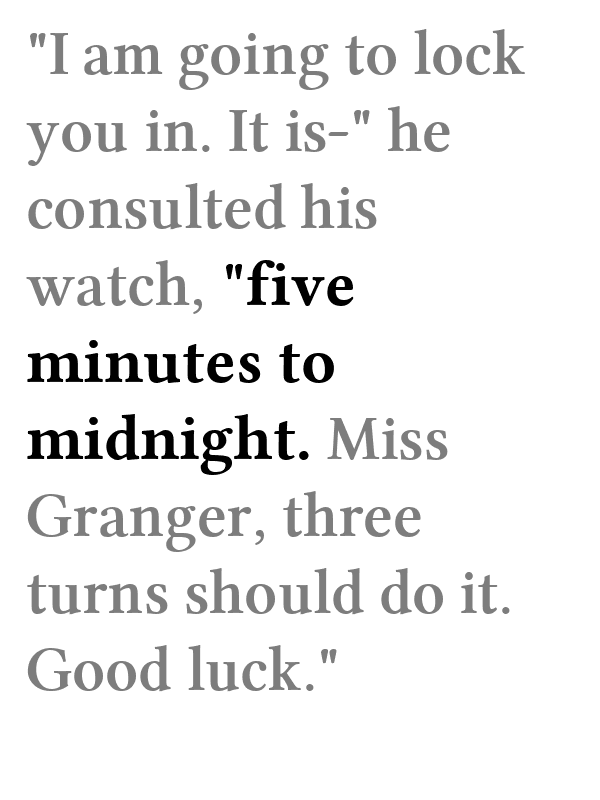 "I am going to lock
you in. It is-" he
consulted his
watch, "five
minutes to
midnight. Miss
Granger, three
turns should do it.
Good luck."